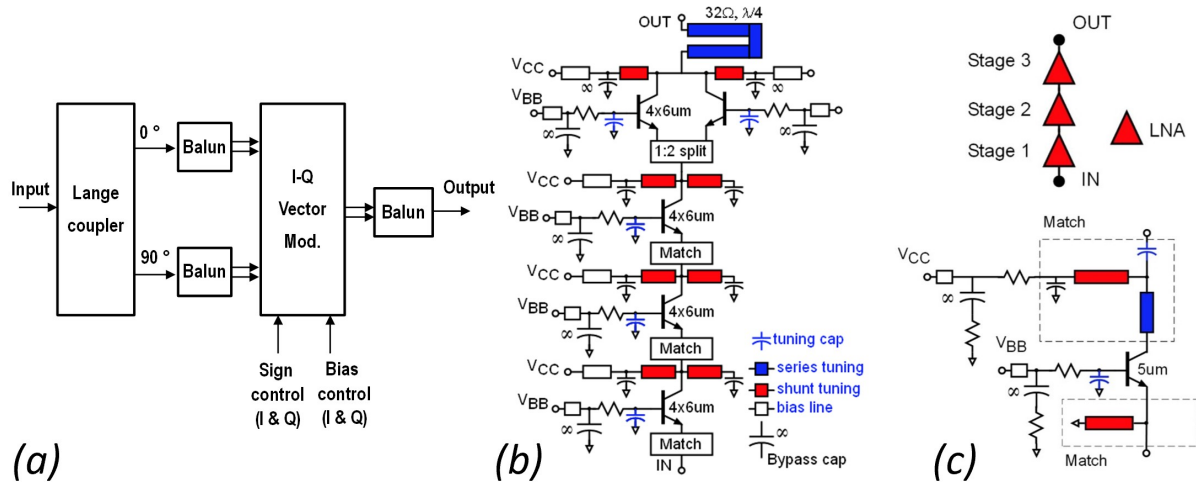 Input
Lange
coupler
0 °
90 °
Balun
Balun
I-Q
Vector
Mod.
Balun
Output
Sign
control
(I & Q)
Bias
control
(I & Q)
(a)
OUT
32Ω, λ/4
VCC
∞
∞
VBB
4x6um
∞
∞
1:2 split
VCC
VBB
4x6um
∞
Match
VCC
VBB
4x6um
∞
Match
VCC
VBB
4x6um
∞
Match
IN
tuning cap
series tuning
shunt tuning
bias line
∞
Bypass cap
(b)
OUT
Stage 3
Stage 2
Stage 1
IN
LNA
Match
VCC
∞
VBB
5um
∞
Match
(c)